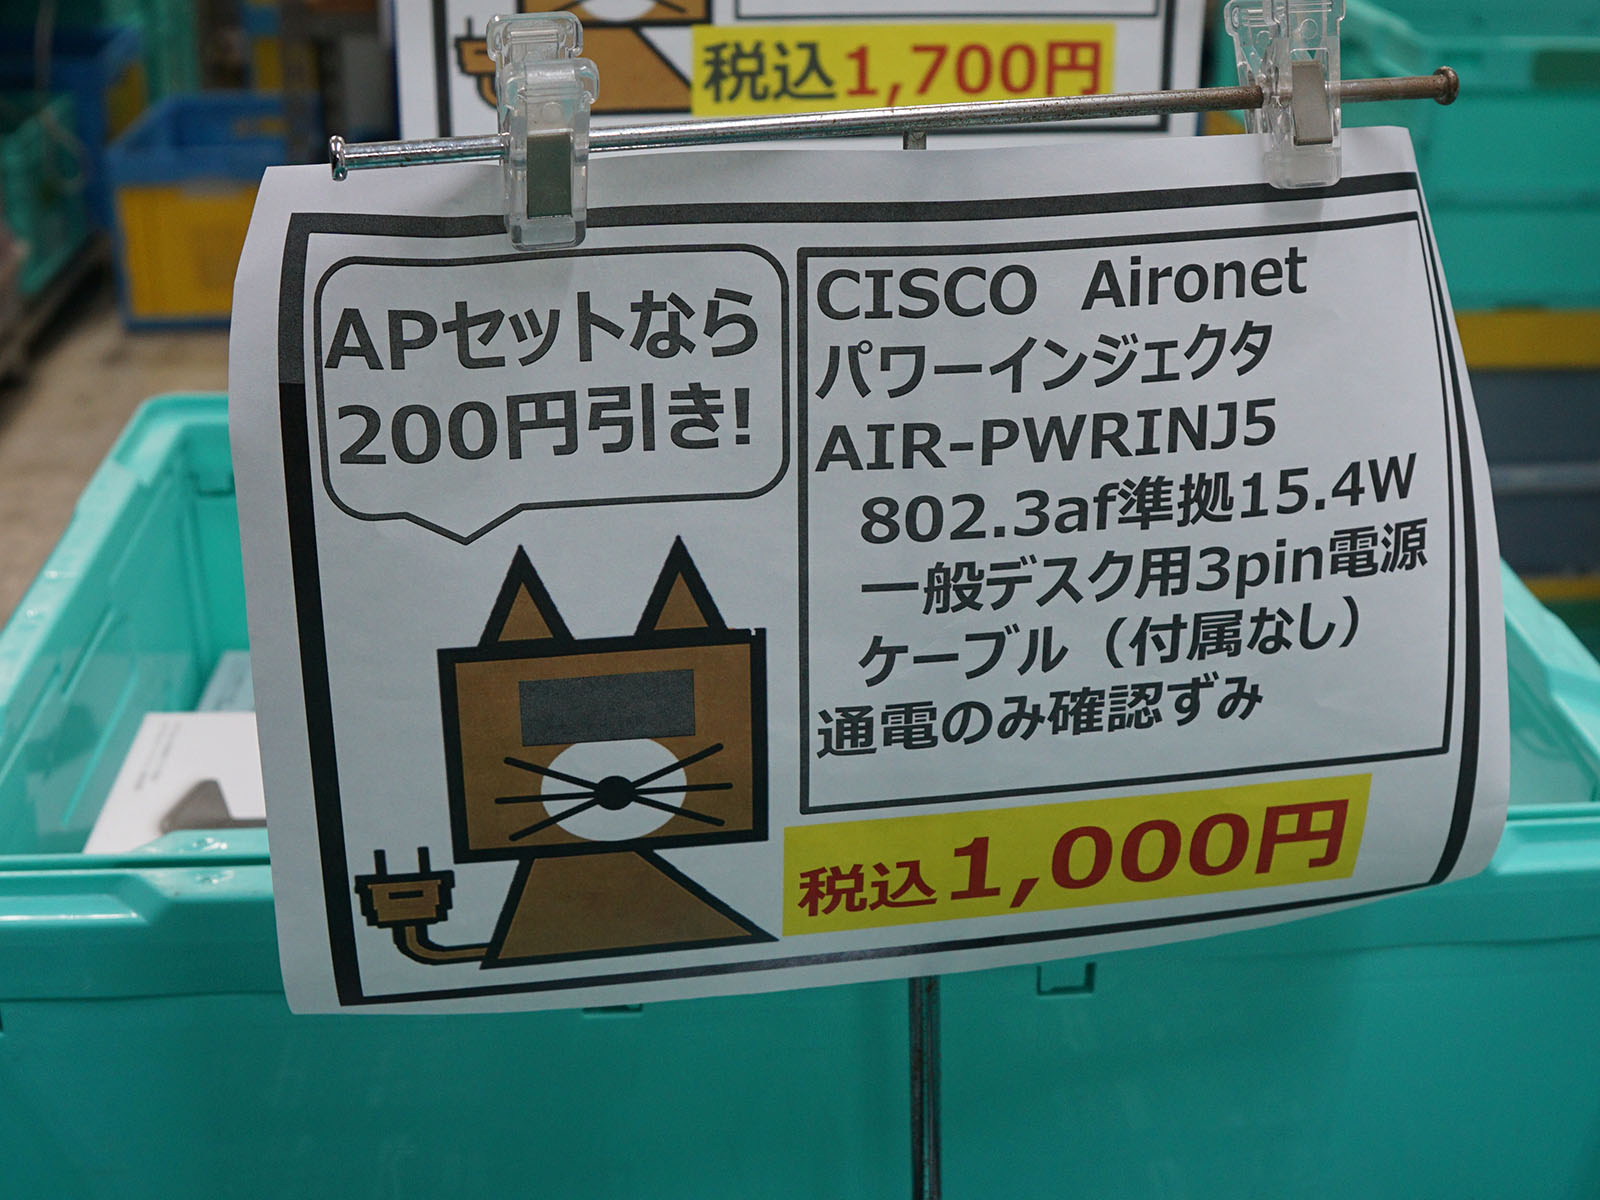 税込1,700円
APセットなら
200円引き!
CISCO Aironet
パワーインジェクタ
AIR-PWRINJ5
802.3af準拠15.4W
一般デスク用3pin電源
ケーブル（付属なし）
通電のみ確認ずみ
税込1,000円